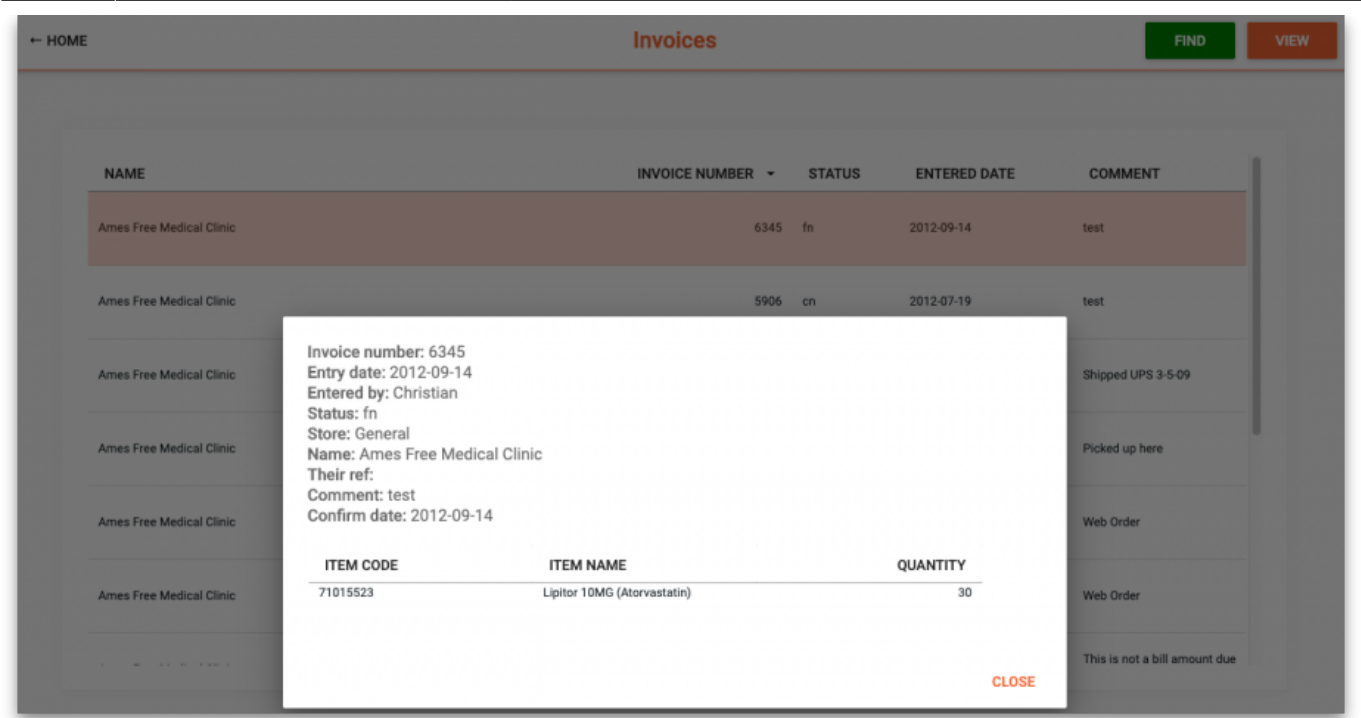 ← HOME
Invoices
FIND
VIEW
NAME
INVOICE NUMBER
STATUS
ENTERED DATE
COMMENT
Ames Free Medical Clinic 6345 fn 2012-09-14 test
Ames Free Medical Clinic 5906 cn 2012-07-19 test
Ames Free Medical Clinic Shipped UPS 3-5-09
Ames Free Medical Clinic Picked up here
Ames Free Medical Clinic Web Order
Ames Free Medical Clinic Web Order
This is not a bill amount due
Invoice number: 6345
Entry date: 2012-09-14
Entered by: Christian
Status: fn
Store: General
Name: Ames Free Medical Clinic
Their ref:
Comment: test
Confirm date: 2012-09-14
ITEM CODE ITEM NAME QUANTITY
71015523 Lipitor 10MG (Atorvastatin) 30
CLOSE